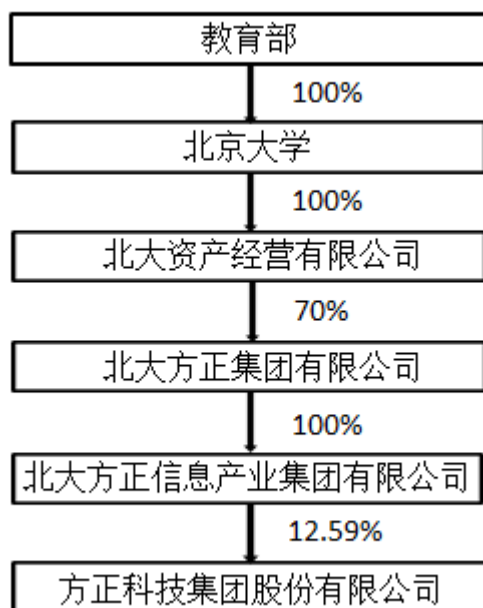 教育部
100%
北京大学
100%
北大资产经营有限公司
70%
北大方正集团有限公司
100%
北大方正信息产业集团有限公司
12.59%
方正科技集团股份有限公司